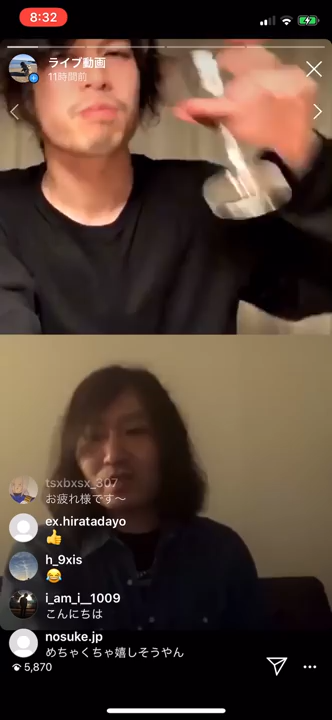 8:32
ライブ動画
11時間前
tsxbxsx_307
お疲れ様です〜
ex.hiratadayo
👍
h_9xis
😂
i_am_i__1009
こんにちは
nosuke.jp
めちゃくちゃ嬉しそうやん
5,870